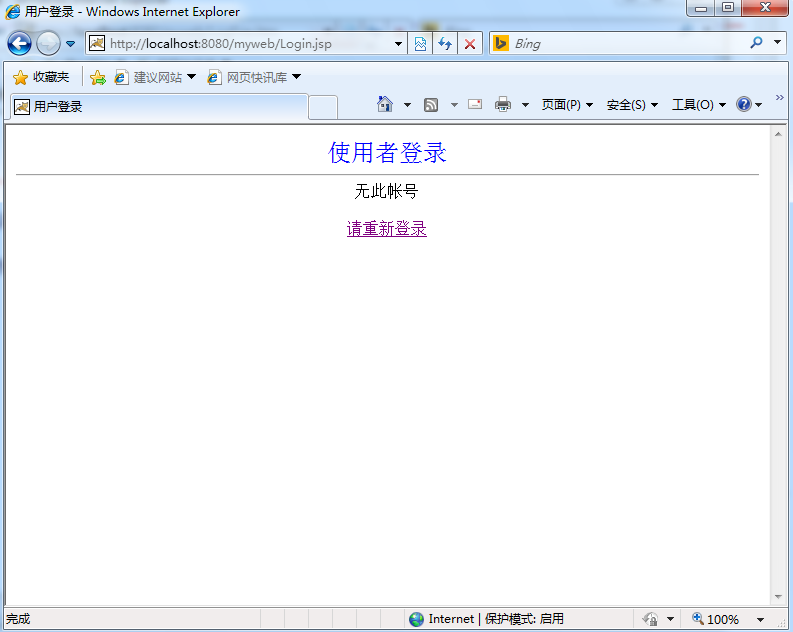 用户登录 - Windows Internet Explorer
http://localhost:8080/myweb/Login.jsp
Bing
收藏夹 建议网站 网页快讯库
用户登录 页面(P) 安全(S) 工具(O) »
使用者登录
无此帐号
请重新登录
完成 Internet | 保护模式: 启用 100%